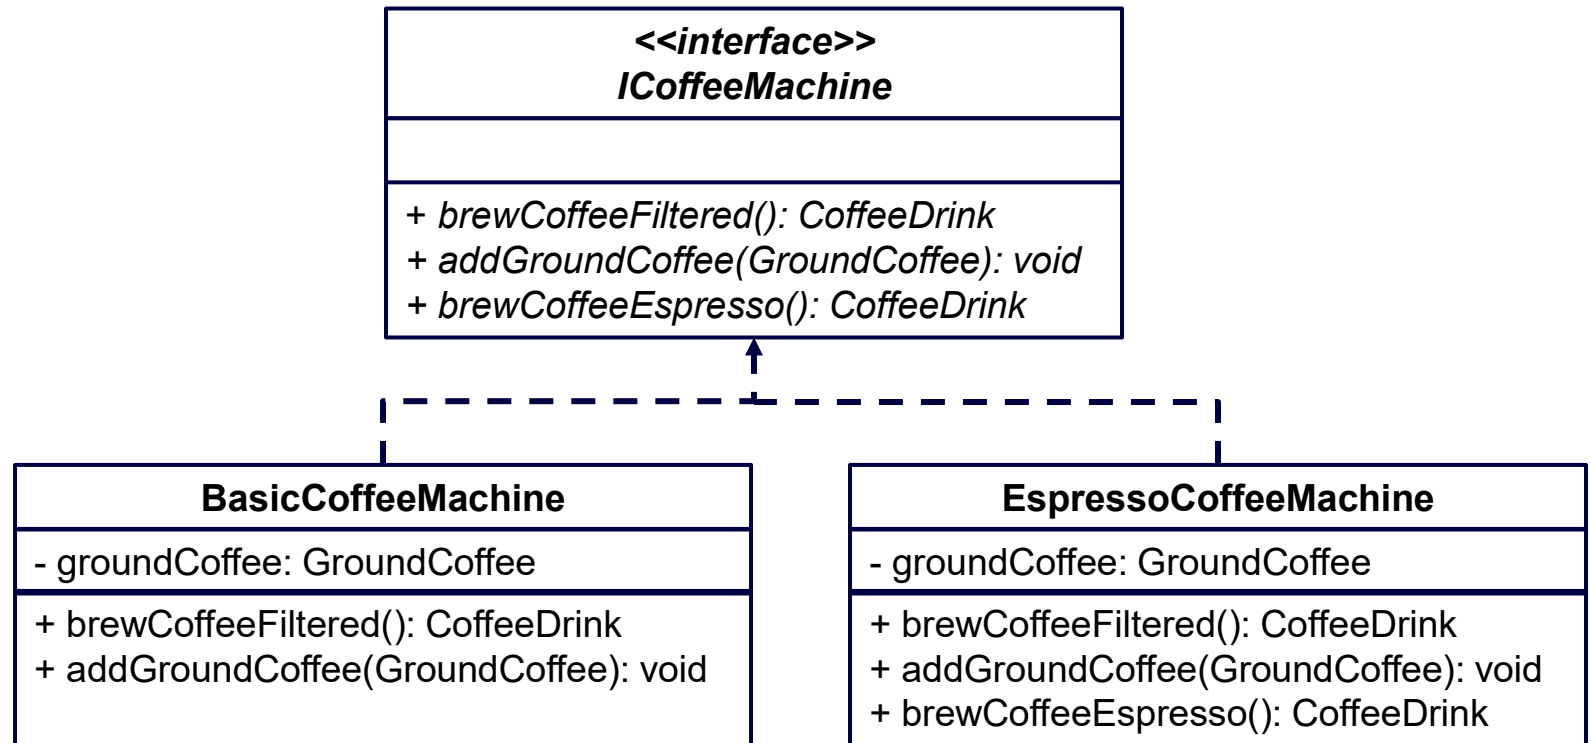 <<interface>>
ICoffeeMachine
+ brewCoffeeFiltered(): CoffeeDrink
+ addGroundCoffee(GroundCoffee): void
+ brewCoffeeEspresso(): CoffeeDrink
BasicCoffeeMachine
- groundCoffee: GroundCoffee
+ brewCoffeeFiltered(): CoffeeDrink
+ addGroundCoffee(GroundCoffee): void
EspressoCoffeeMachine
- groundCoffee: GroundCoffee
+ brewCoffeeFiltered(): CoffeeDrink
+ addGroundCoffee(GroundCoffee): void
+ brewCoffeeEspresso(): CoffeeDrink